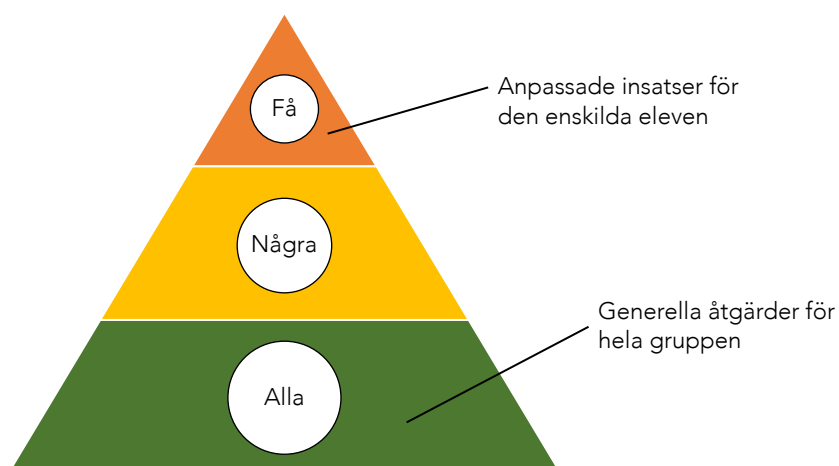 Få
Anpassade insatser för
den enskilda eleven
Några
Generella åtgärder för
hela gruppen
Alla